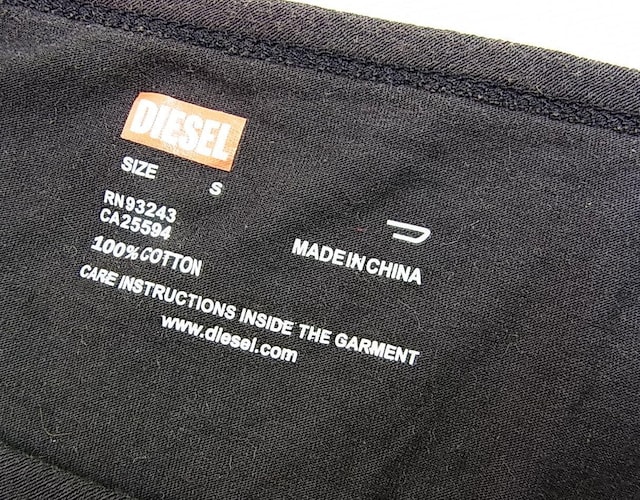 DIESEL
SIZE S
RN93243
CA25594
100%COTTON
MADE IN CHINA
CARE INSTRUCTIONS INSIDE THE GARMENT
www.diesel.com